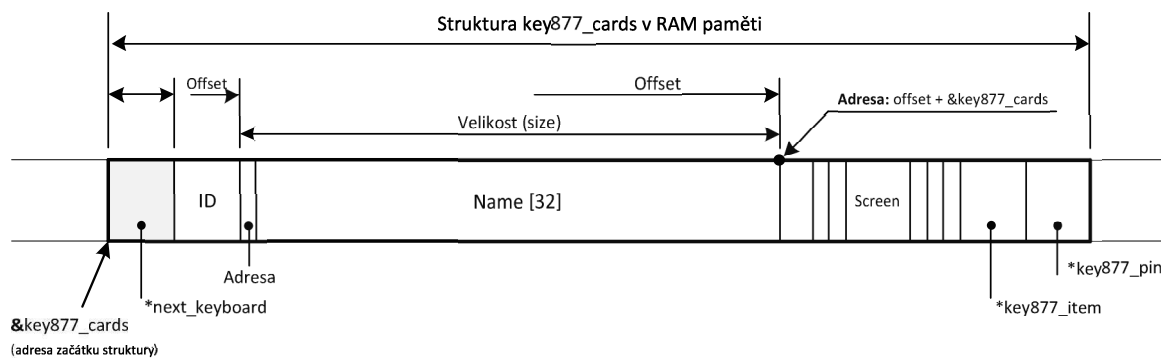 Struktura key877_cards v RAM paměti
Offset
Offset
Adresa: offset + &key877_cards
Velikost (size)
ID
Name [32]
Screen
Adresa
*next_keyboard
*key877_pin
*key877_item
&key877_cards
(adresa začátku struktury)